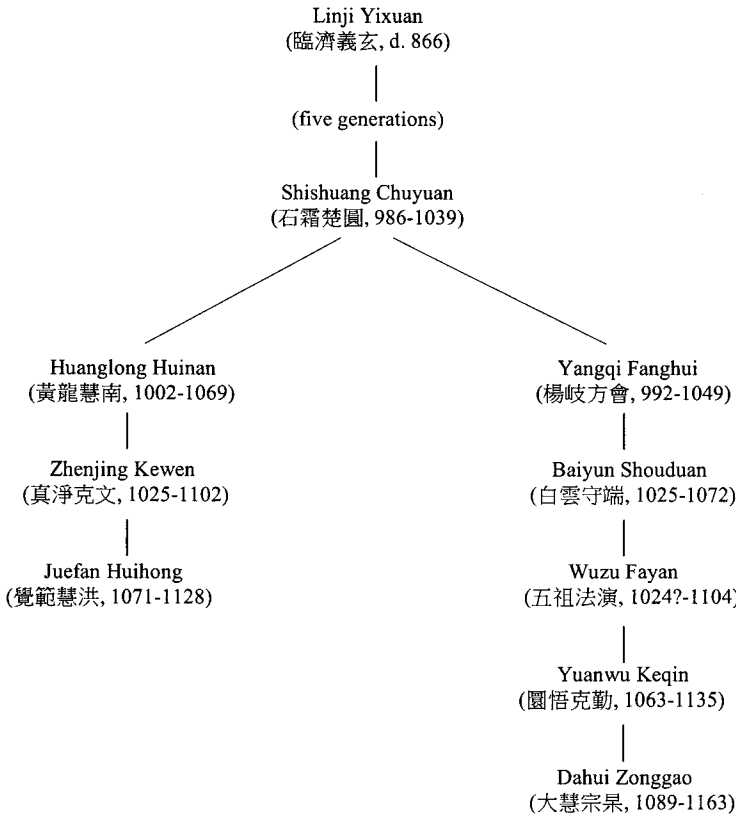 Linji Yixuan
(臨濟義玄, d. 866)
(five generations)
Shishuang Chuyuan
(石霜楚圓, 986-1039)
Huanglong Huinan
(黃龍慧南, 1002-1069)
Yangqi Fanghui
(楊岐方會, 992-1049)
Zhenjing Kewen
(真淨克文, 1025-1102)
Baiyun Shouduan
(白雲守端, 1025-1072)
Juefan Huihong
(覺範慧洪, 1071-1128)
Wuzu Fayan
(五祖法演, 1024?-1104)
Yuanwu Keqin
(圜悟克勤, 1063-1135)
Dahui Zonggao
(大慧宗杲, 1089-1163)